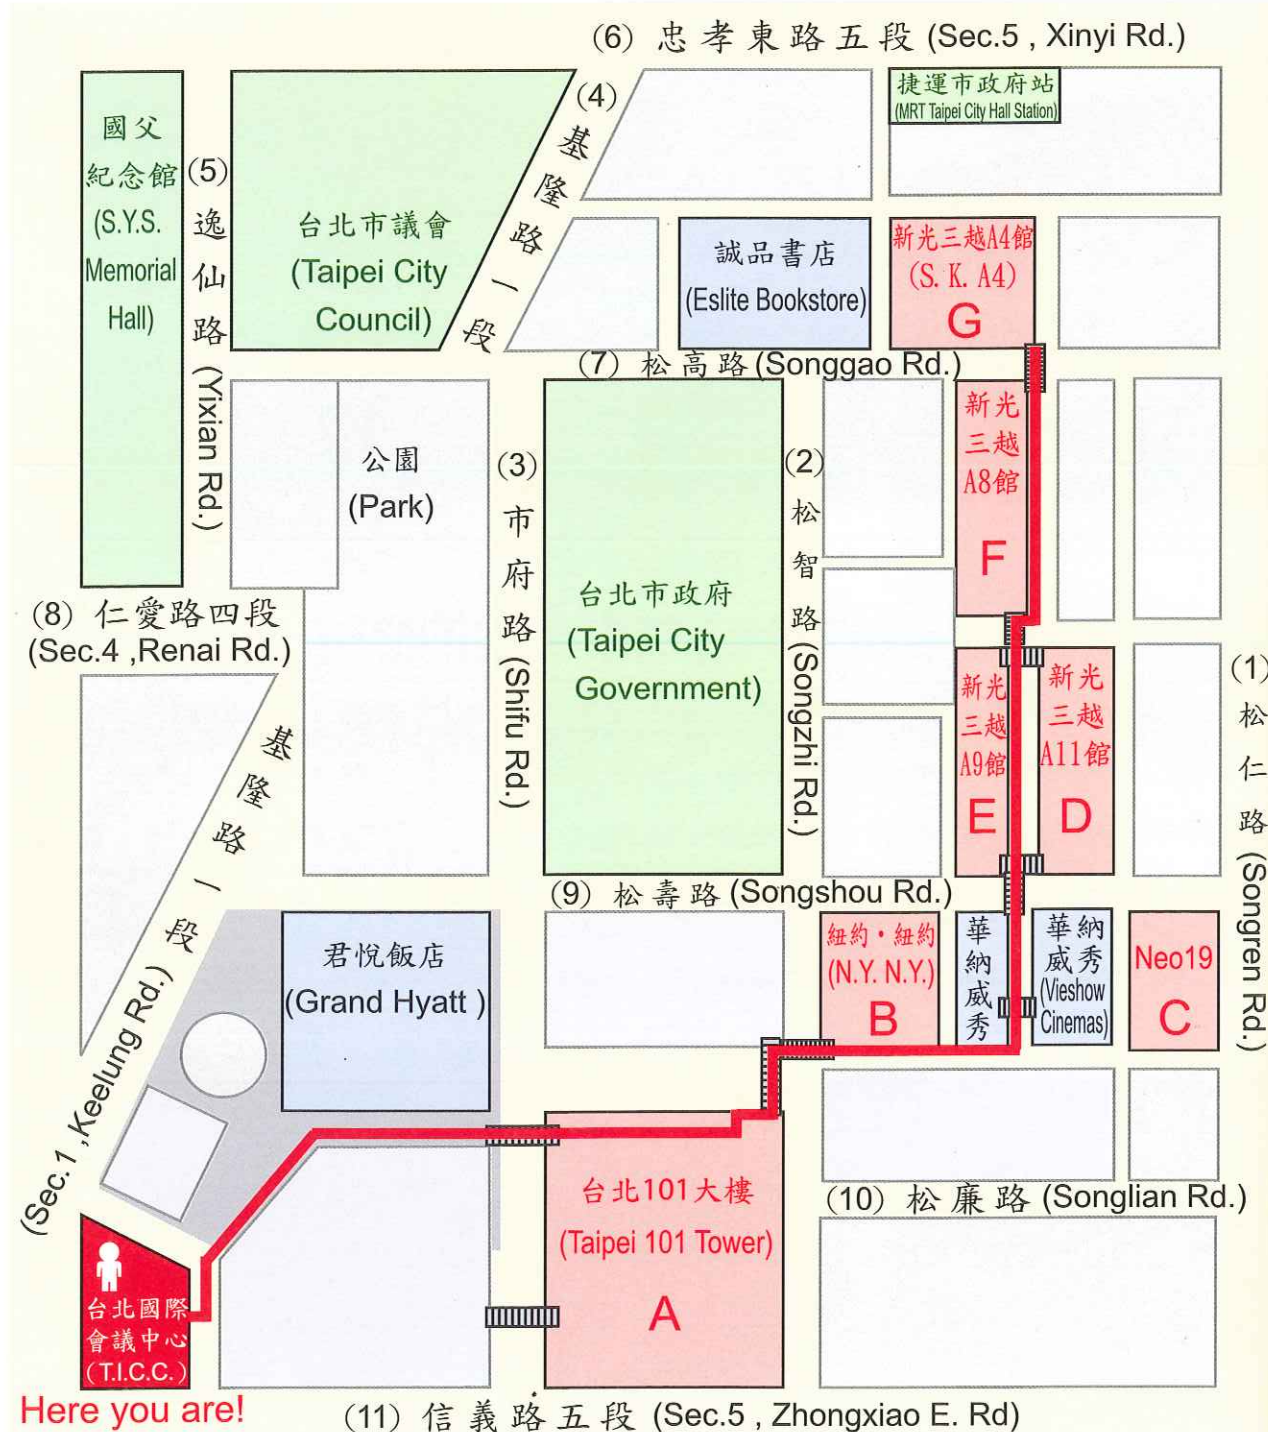 (6) 忠孝東路五段 (Sec.5 , Xinyi Rd.)
捷運市政府站
(MRT Taipei City Hall Station)
(4)
基隆路一段
國父
紀念館
(S.Y.S.
Memorial
Hall)
(5)
逸仙路
(Yixian Rd.)
台北市議會
(Taipei City
Council)
誠品書店
(Eslite Bookstore)
新光三越A4館
(S. K. A4)
G
(7) 松高路 (Songgao Rd.)
公園
(Park)
(3)
市府路
(Shifu Rd.)
台北市政府
(Taipei City
Government)
(2)
松智路
(Songzhi Rd.)
新光
三越
A8館
F
(8) 仁愛路四段
(Sec.4 ,Renai Rd.)
新光
三越
A9館
E
新光
三越
A11館
D
(1)
松仁路
(Songren Rd.)
基隆路一段
(Sec.1 ,Keelung Rd.)
(9) 松壽路 (Songshou Rd.)
君悅飯店
(Grand Hyatt )
紐約・紐約
(N.Y. N.Y.)
B
華納威秀
華納
威秀
(Vieshow
Cinemas)
Neo19
C
台北101大樓
(Taipei 101 Tower)
A
(10) 松廉路 (Songlian Rd.)
台北國際
會議中心
(T.I.C.C.)
Here you are!
(11) 信義路五段 (Sec.5 , Zhongxiao E. Rd)